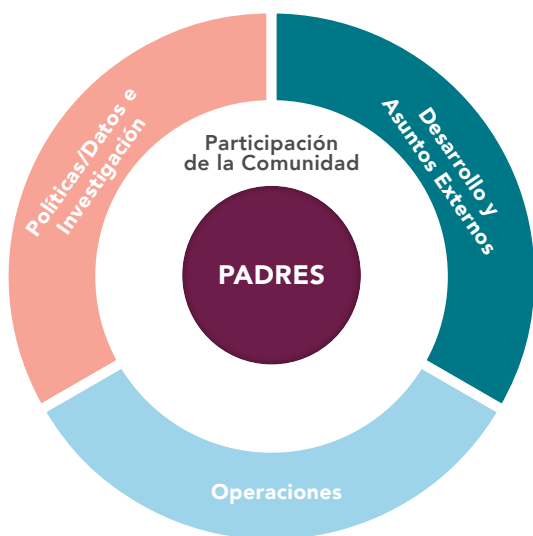 Políticas/Datos e
Investigación
Desarrollo y
Asuntos Externos
Participación
de la Comunidad
PADRES
Operaciones